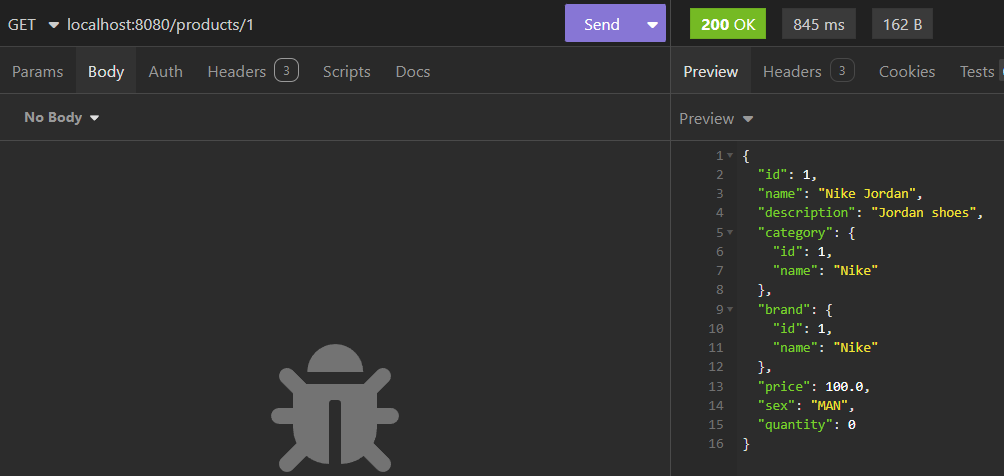 GET localhost:8080/products/1 Send 200 OK 845 ms 162 B
Params Body Auth Headers 3 Scripts Docs Preview Headers 3 Cookies Tests
No Body Preview
1 {
2 "id": 1,
3 "name": "Nike Jordan",
4 "description": "Jordan shoes",
5 "category": {
6 "id": 1,
7 "name": "Nike"
8 },
9 "brand": {
10 "id": 1,
11 "name": "Nike"
12 },
13 "price": 100.0,
14 "sex": "MAN",
15 "quantity": 0
16 }